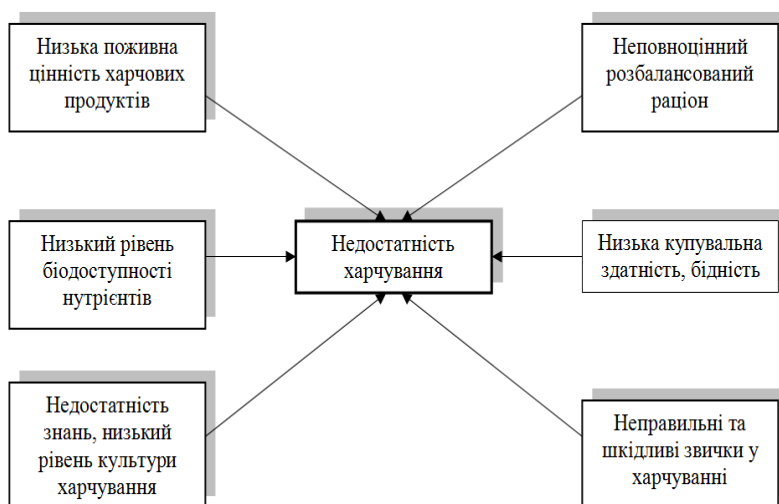 Низька поживна
цінність харчових
продуктів
Неповноцінний
розбалансований
раціон
Низький рівень
біодоступності
нутрієнтів
Недостатність
харчування
Низька купувальна
здатність, бідність
Недостатність
знань, низький
рівень культури
харчування
Неправильні та
шкідливі звички у
харчуванні